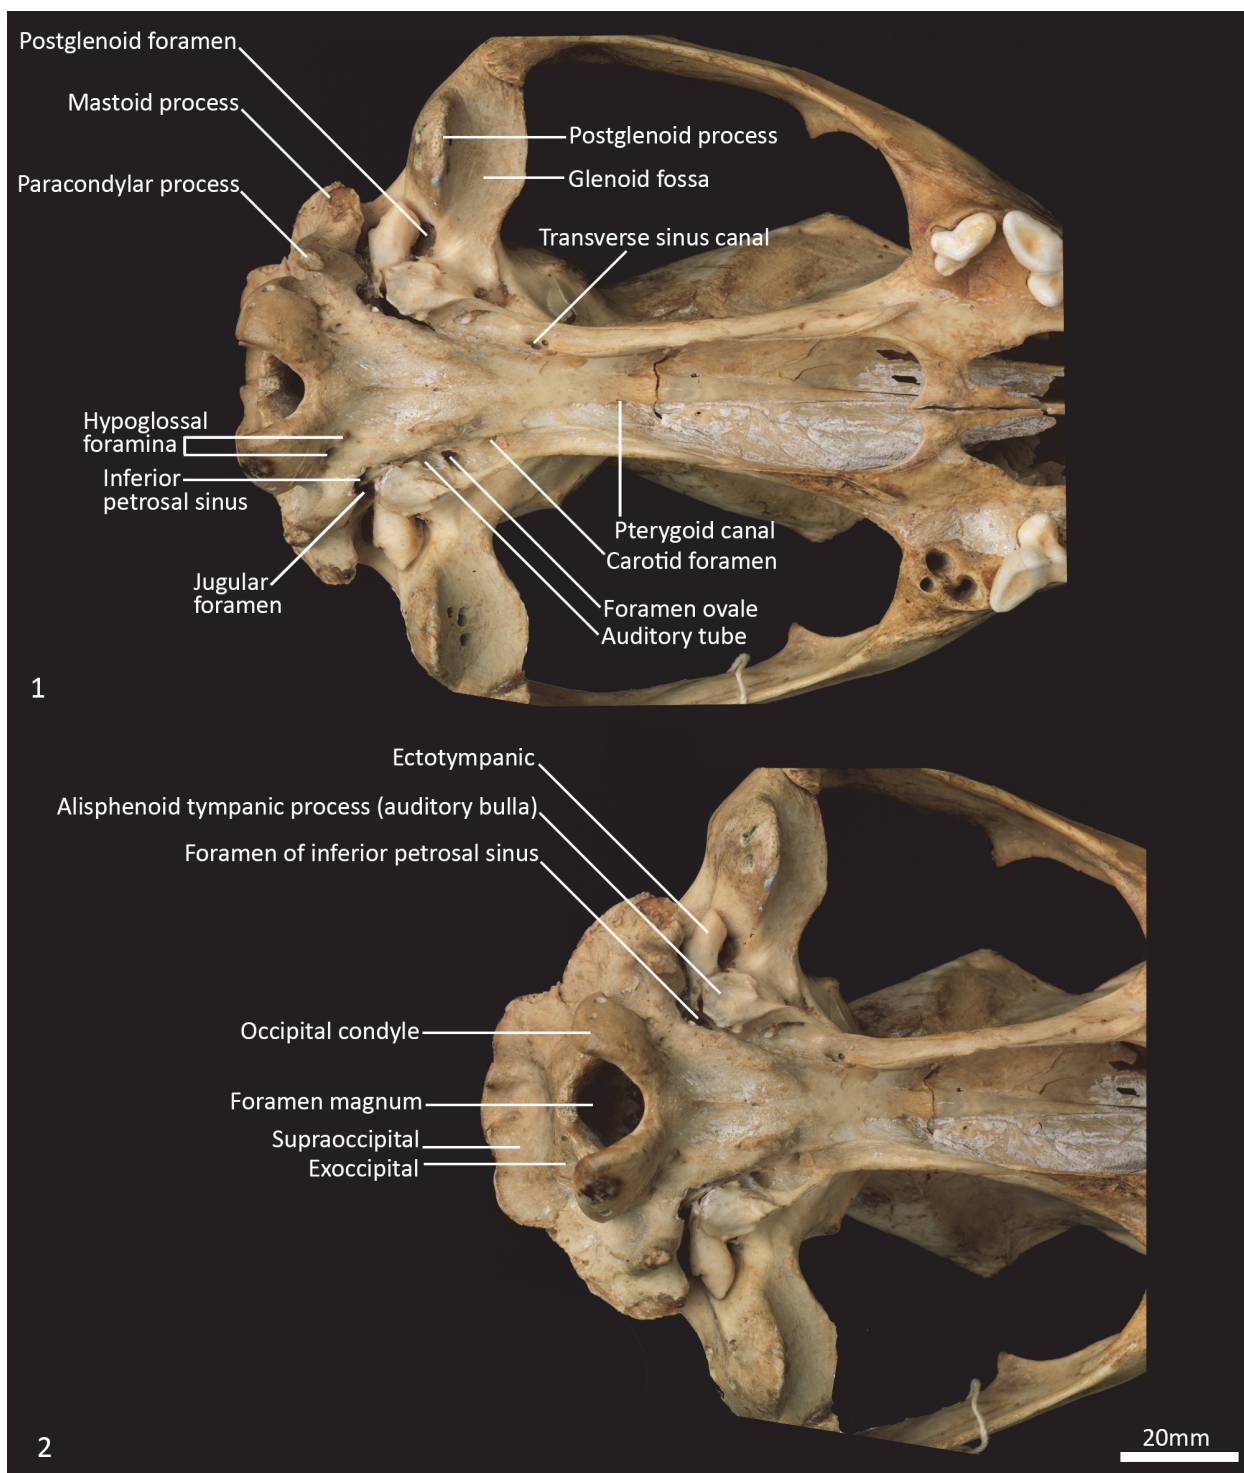 Postglenoid foramen
Mastoid process
Paracondylar process
Postglenoid process
Glenoid fossa
Transverse sinus canal
Hypoglossal
foramina
Inferior
petrosal sinus
Jugular
foramen
Pterygoid canal
Carotid foramen
Foramen ovale
Auditory tube
1
Ectotympanic
Alisphenoid tympanic process (auditory bulla)
Foramen of inferior petrosal sinus
Occipital condyle
Foramen magnum
Supraoccipital
Exoccipital
2
20mm